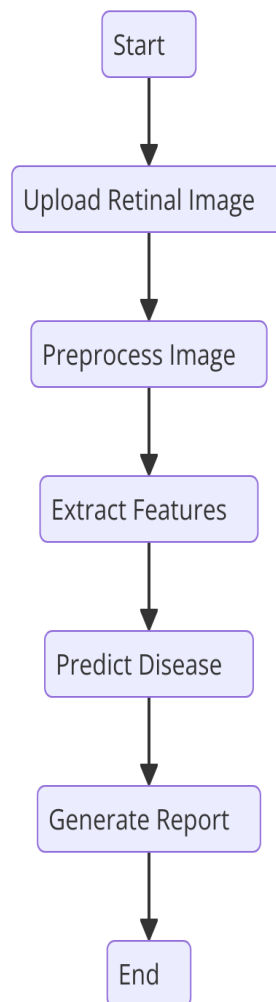 Start
Upload Retinal Image
Preprocess Image
Extract Features
Predict Disease
Generate Report
End